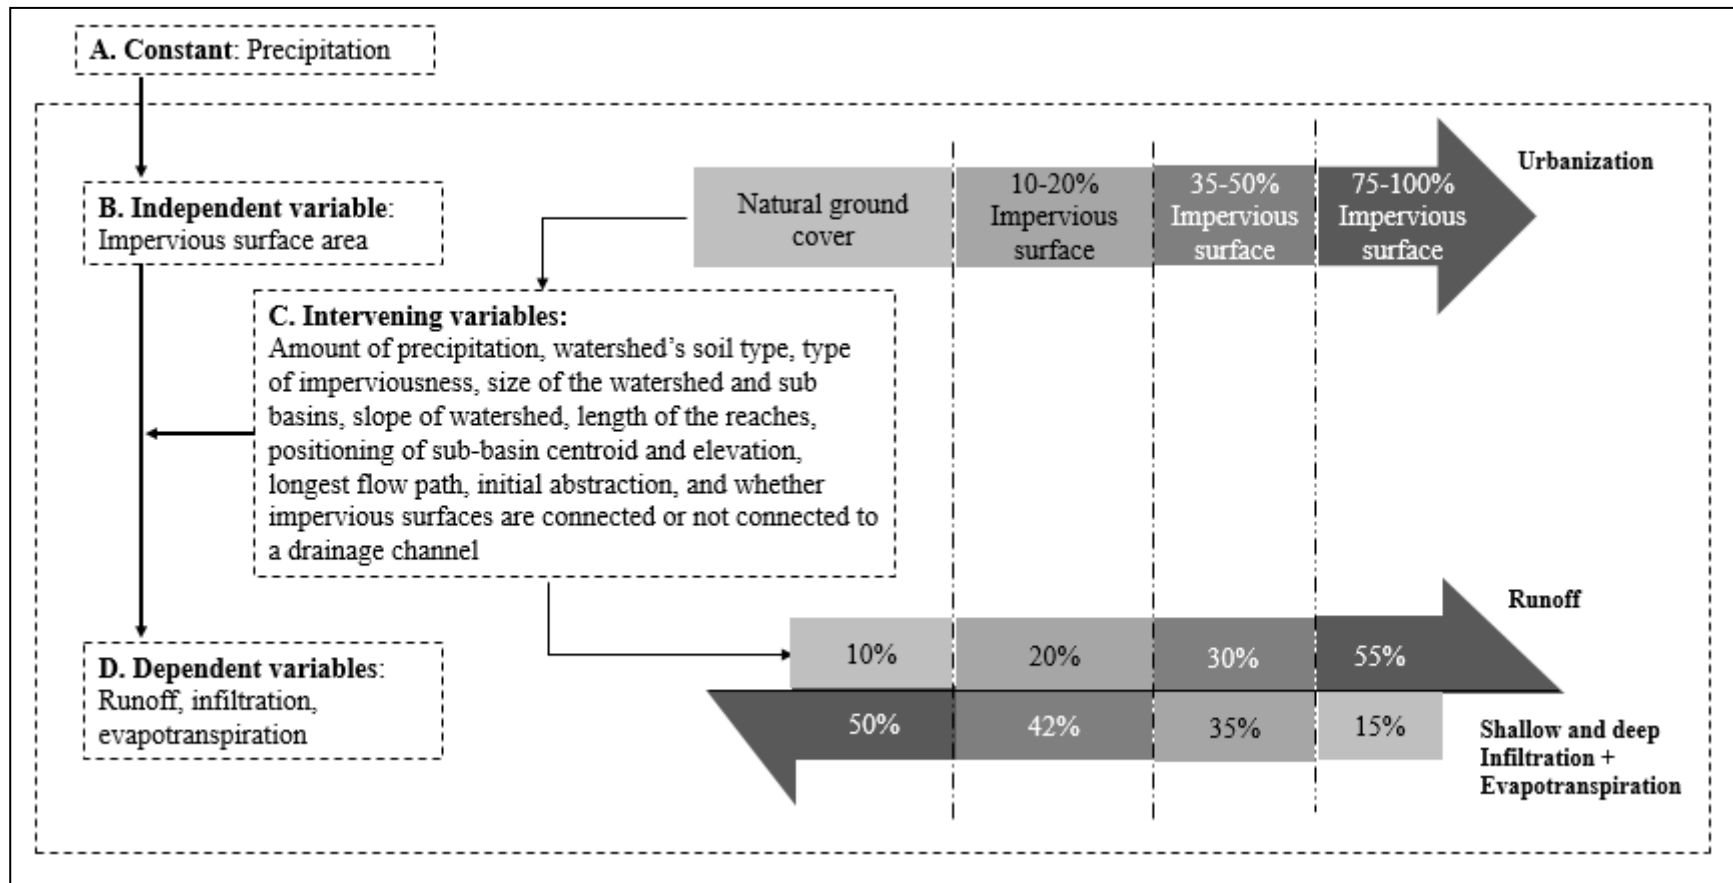 A. Constant: Precipitation
B. Independent variable:
Impervious surface area
C. Intervening variables:
Amount of precipitation, watershed’s soil type, type
of imperviousness, size of the watershed and sub
basins, slope of watershed, length of the reaches,
positioning of sub-basin centroid and elevation,
longest flow path, initial abstraction, and whether
impervious surfaces are connected or not connected to
a drainage channel
D. Dependent variables:
Runoff, infiltration,
evapotranspiration
Natural ground
cover
10-20%
Impervious
surface
35-50%
Impervious
surface
75-100%
Impervious
surface
Urbanization
10%
20%
30%
55%
Runoff
50%
42%
35%
15%
Shallow and deep
Infiltration +
Evapotranspiration